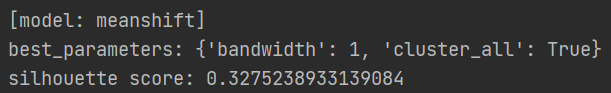 [model: meanshift]
best_parameters: {'bandwidth': 1, 'cluster_all': True}
silhouette score: 0.3275238933139084